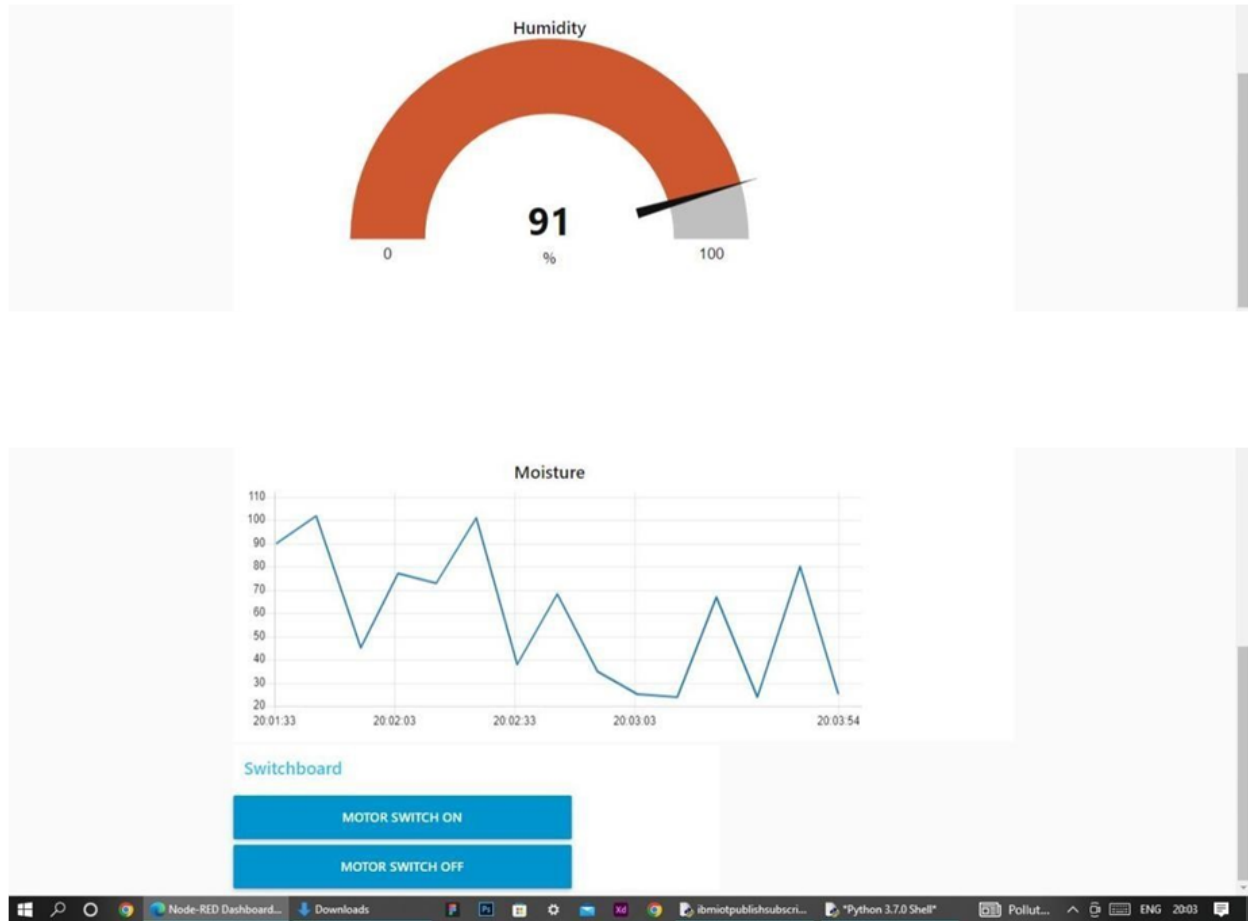 Humidity
91
%
0
100
Moisture
110
100
90
80
70
60
50
40
30
20
20:01:33 20:02:03 20:02:33 20:03:03 20:03:54
Switchboard
MOTOR SWITCH ON
MOTOR SWITCH OFF
Node-RED Dashboard... Downloads Ps Xd ibmiotpublishsubscri... *Python 3.7.0 Shell* Pollut... ENG 20:03